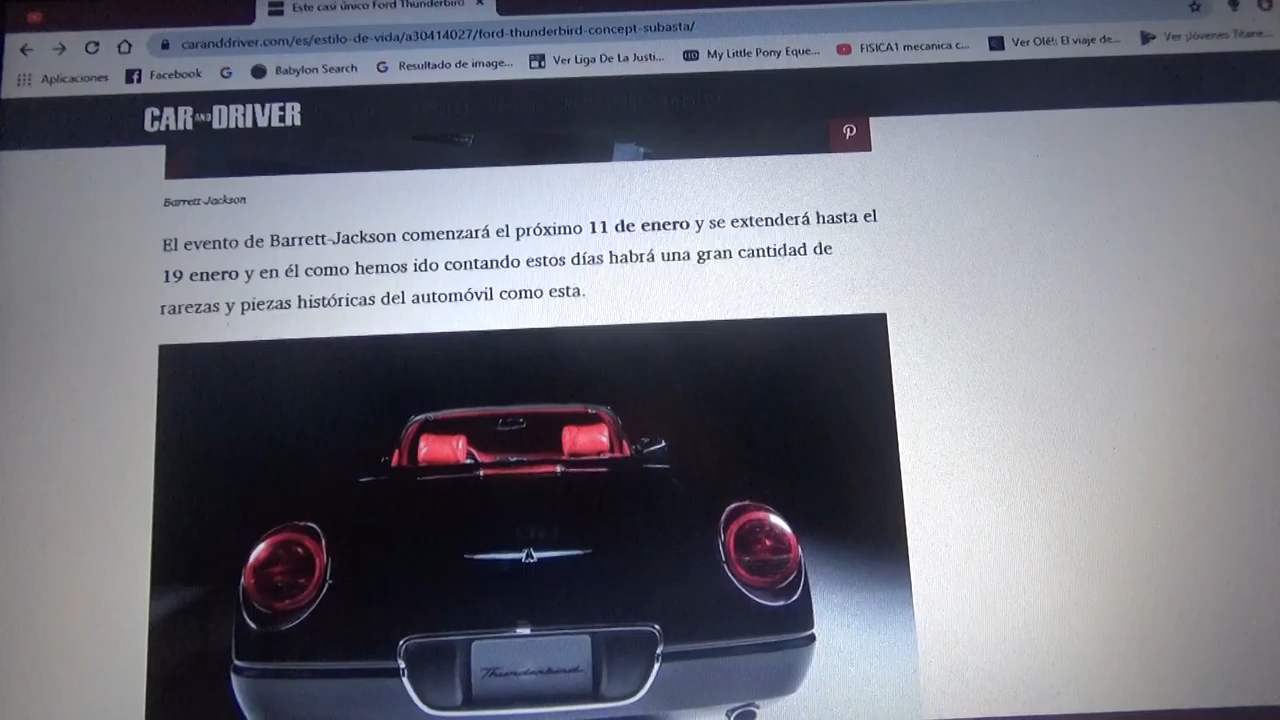 Este casi único Ford Thunderbird
caranddriver.com/es/estilo-de-vida/a30414027/ford-thunderbird-concept-subasta/
Aplicaciones Facebook Babylon Search Resultado de image... Ver Liga De La Justi... My Little Pony Eque... FISICA1 mecanica c... Ver Olé!: El viaje de... Ver ¡Jóvenes Titane...
CAR AND DRIVER
Barrett-Jackson
El evento de Barrett-Jackson comenzará el próximo 11 de enero y se extenderá hasta el
19 enero y en él como hemos ido contando estos días habrá una gran cantidad de
rarezas y piezas históricas del automóvil como esta.
Thunderbird